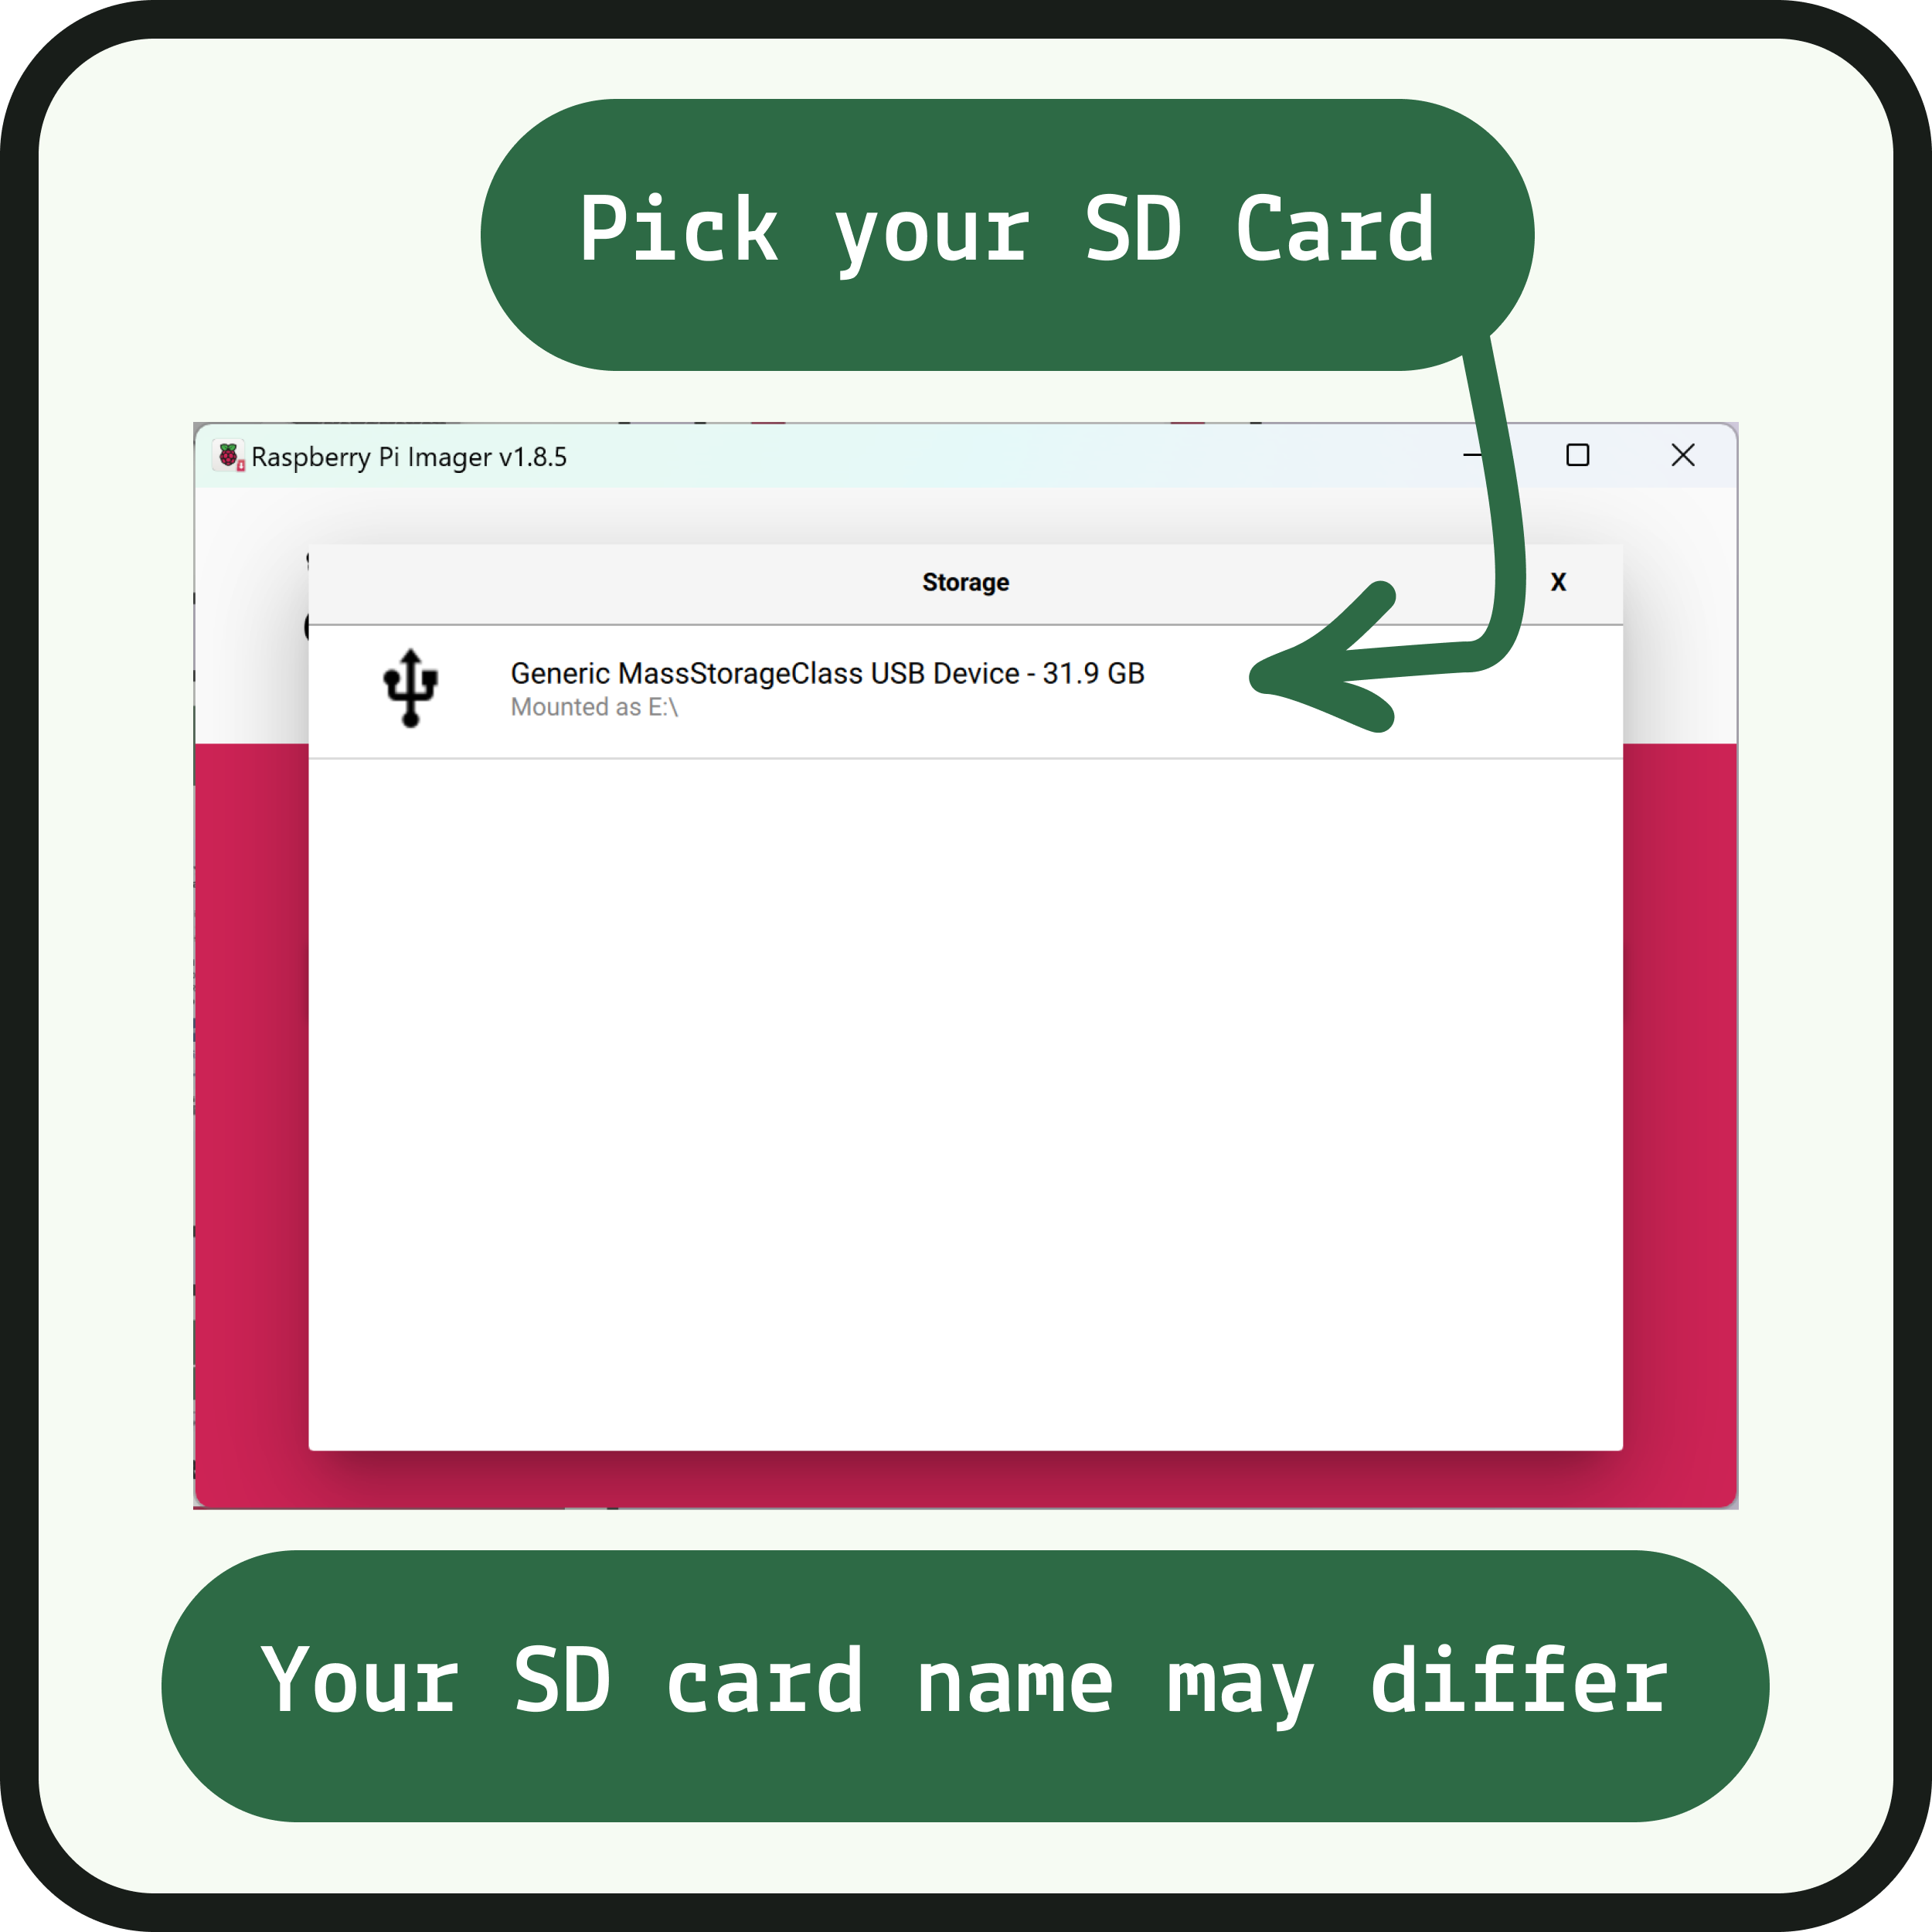 Pick your SD Card
Raspberry Pi Imager v1.8.5
Storage
X
Generic MassStorageClass USB Device - 31.9 GB
Mounted as E:\
Your SD card name may differ